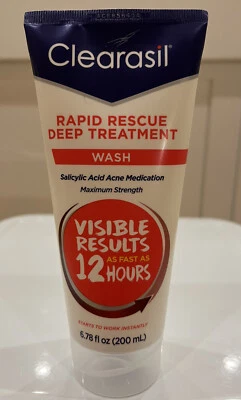 Clearasil®
RAPID RESCUE
DEEP TREATMENT
WASH
Salicylic Acid Acne Medication
Maximum Strength
VISIBLE
RESULTS
12 AS FAST AS
HOURS
STARTS TO WORK INSTANTLY
6.78 fl oz (200 mL)